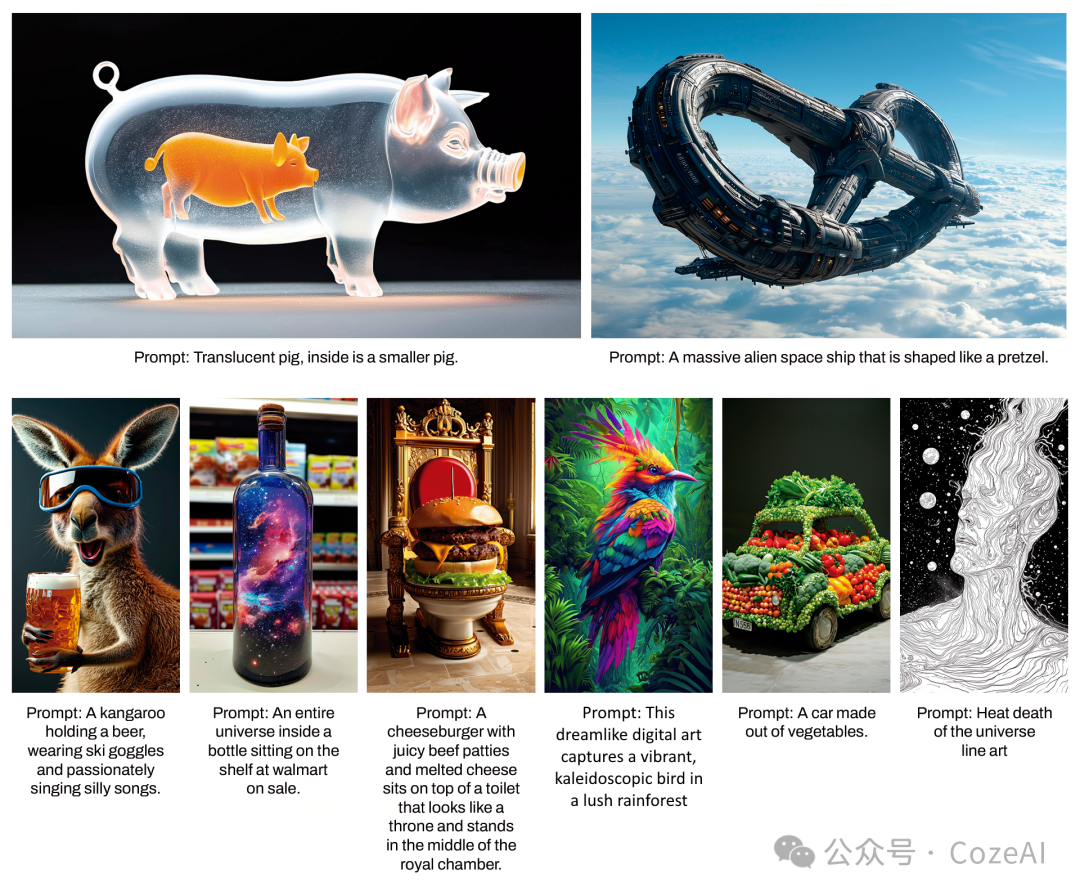 Prompt: Translucent pig, inside is a smaller pig.
Prompt: A massive alien space ship that is shaped like a pretzel.
Prompt: A kangaroo
holding a beer,
wearing ski goggles
and passionately
singing silly songs.
Prompt: An entire
universe inside a
bottle sitting on the
shelf at walmart
on sale.
Prompt: A
cheeseburger with
juicy beef patties
and melted cheese
sits on top of a toilet
that looks like a
throne and stands
in the middle of the
royal chamber.
Prompt: This
dreamlike digital art
captures a vibrant,
kaleidoscopic bird in
a lush rainforest
Prompt: A car made
out of vegetables.
Prompt: Heat death
of the universe
line art
公众号 · CozeAI